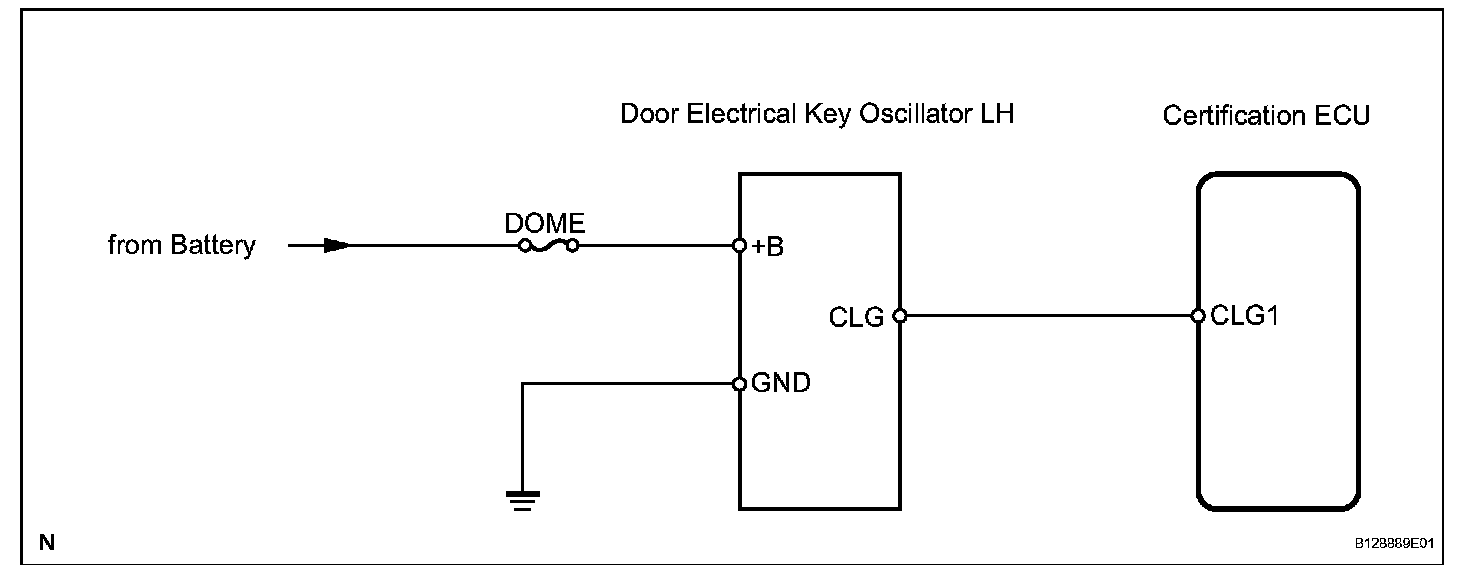 Door Electrical Key Oscillator LH
Certification ECU
DOME
from Battery
+B
CLG
CLG1
GND
N
B128889E01